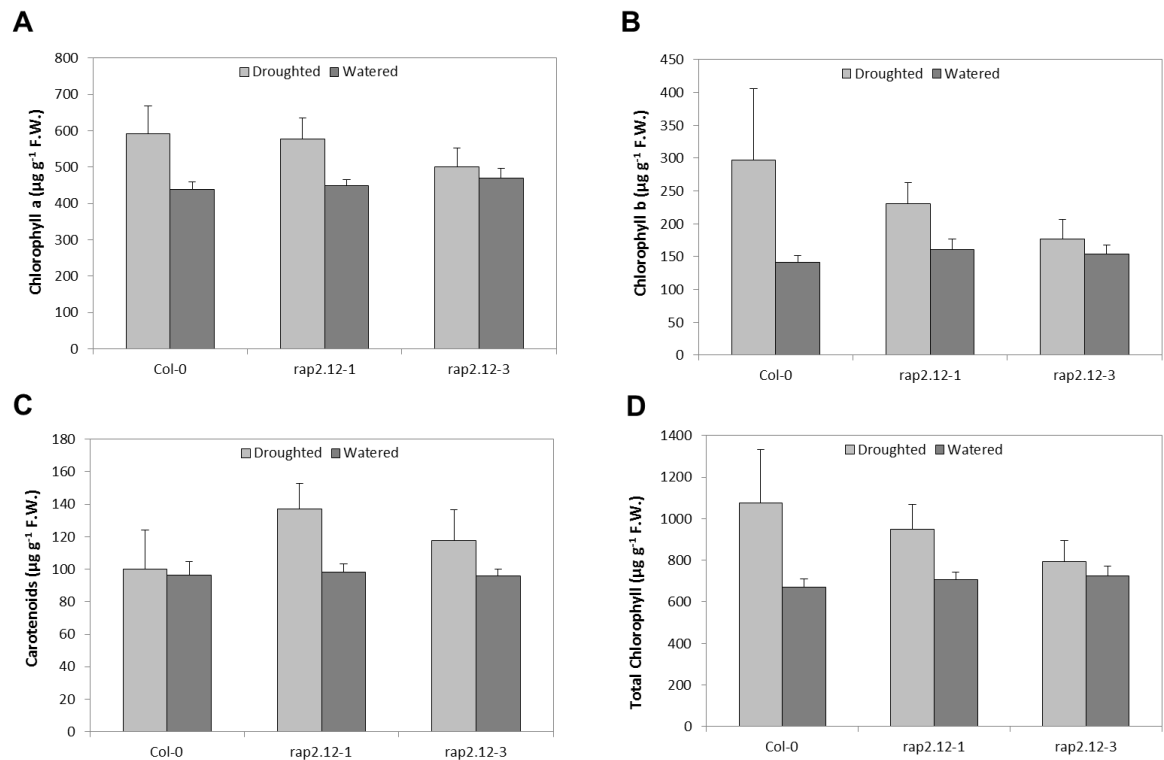 A
Chlorophyll a (µg g⁻¹ F.W.)
800
700
600
500
400
300
200
100
0
Droughted Watered
Col-0 rap2.12-1 rap2.12-3
B
Chlorophyll b (µg g⁻¹ F.W.)
450
400
350
300
250
200
150
100
50
0
Droughted Watered
Col-0 rap2.12-1 rap2.12-3
C
Carotenoids (µg g⁻¹ F.W.)
180
160
140
120
100
80
60
40
20
0
Droughted Watered
Col-0 rap2.12-1 rap2.12-3
D
Total Chlorophyll (µg g⁻¹ F.W.)
1400
1200
1000
800
600
400
200
0
Droughted Watered
Col-0 rap2.12-1 rap2.12-3